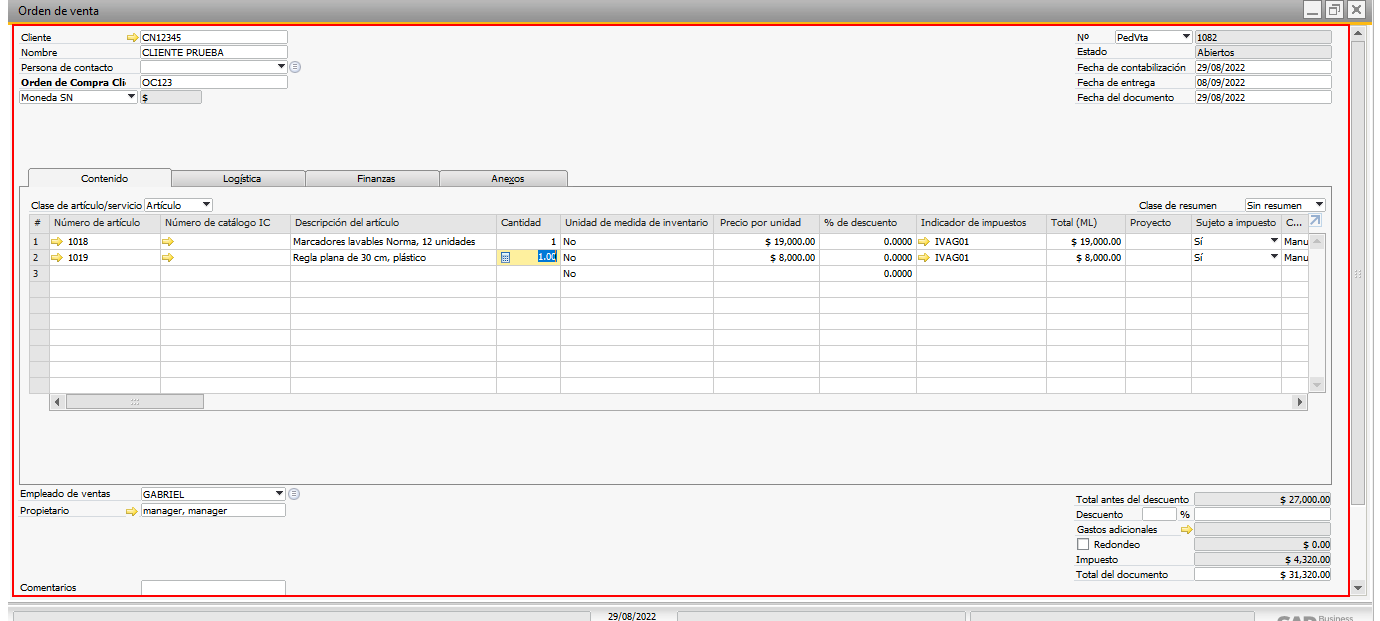 Orden de venta
Cliente CN12345
Nombre CLIENTE PRUEBA
Persona de contacto
Orden de Compra Cli OC123
Moneda SN $
Nº PedVta 1082
Estado Abiertos
Fecha de contabilización 29/08/2022
Fecha de entrega 08/09/2022
Fecha del documento 29/08/2022
Contenido Logística Finanzas Anexos
Clase de artículo/servicio Artículo Clase de resumen Sin resumen
# Número de artículo Número de catálogo IC Descripción del artículo Cantidad Unidad de medida de inventario Precio por unidad % de descuento Indicador de impuestos Total (ML) Proyecto Sujeto a impuesto C...
1 1018 Marcadores lavables Norma, 12 unidades 1 No $ 19,000.00 0.0000 IVAG01 $ 19,000.00 Sí Manu
2 1019 Regla plana de 30 cm, plástico 1.00 No $ 8,000.00 0.0000 IVAG01 $ 8,000.00 Sí Manu
3 No 0.0000
Empleado de ventas GABRIEL
Propietario manager, manager
Comentarios
Total antes del descuento $ 27,000.00
Descuento %
Gastos adicionales
Redondeo $ 0.00
Impuesto $ 4,320.00
Total del documento $ 31,320.00
29/08/2022
SAP Business